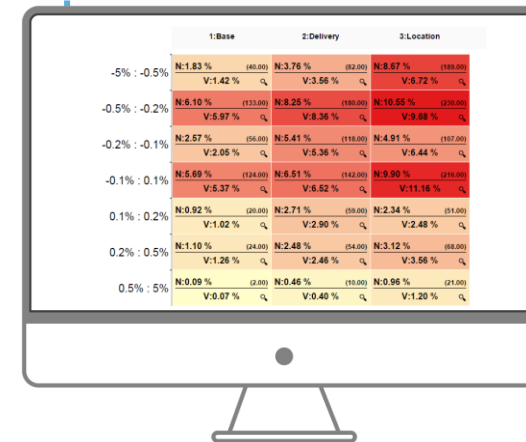 1:Base 2:Delivery 3:Location
-5% : -0.5% N:1.83 % (40.00) N:3.76 % (82.00) N:8.67 % (189.00)
V:1.42 % V:3.56 % V:6.72 %
-0.5% : -0.2% N:6.10 % (133.00) N:8.25 % (180.00) N:10.55 % (230.00)
V:5.97 % V:8.36 % V:9.68 %
-0.2% : -0.1% N:2.57 % (56.00) N:5.41 % (118.00) N:4.91 % (107.00)
V:2.05 % V:5.36 % V:6.44 %
-0.1% : 0.1% N:5.69 % (124.00) N:6.51 % (142.00) N:9.90 % (216.00)
V:5.37 % V:6.52 % V:11.16 %
0.1% : 0.2% N:0.92 % (20.00) N:2.71 % (59.00) N:2.34 % (51.00)
V:1.02 % V:2.90 % V:2.48 %
0.2% : 0.5% N:1.10 % (24.00) N:2.48 % (54.00) N:3.12 % (68.00)
V:1.26 % V:2.46 % V:3.56 %
0.5% : 5% N:0.09 % (2.00) N:0.46 % (10.00) N:0.96 % (21.00)
V:0.07 % V:0.40 % V:1.20 %